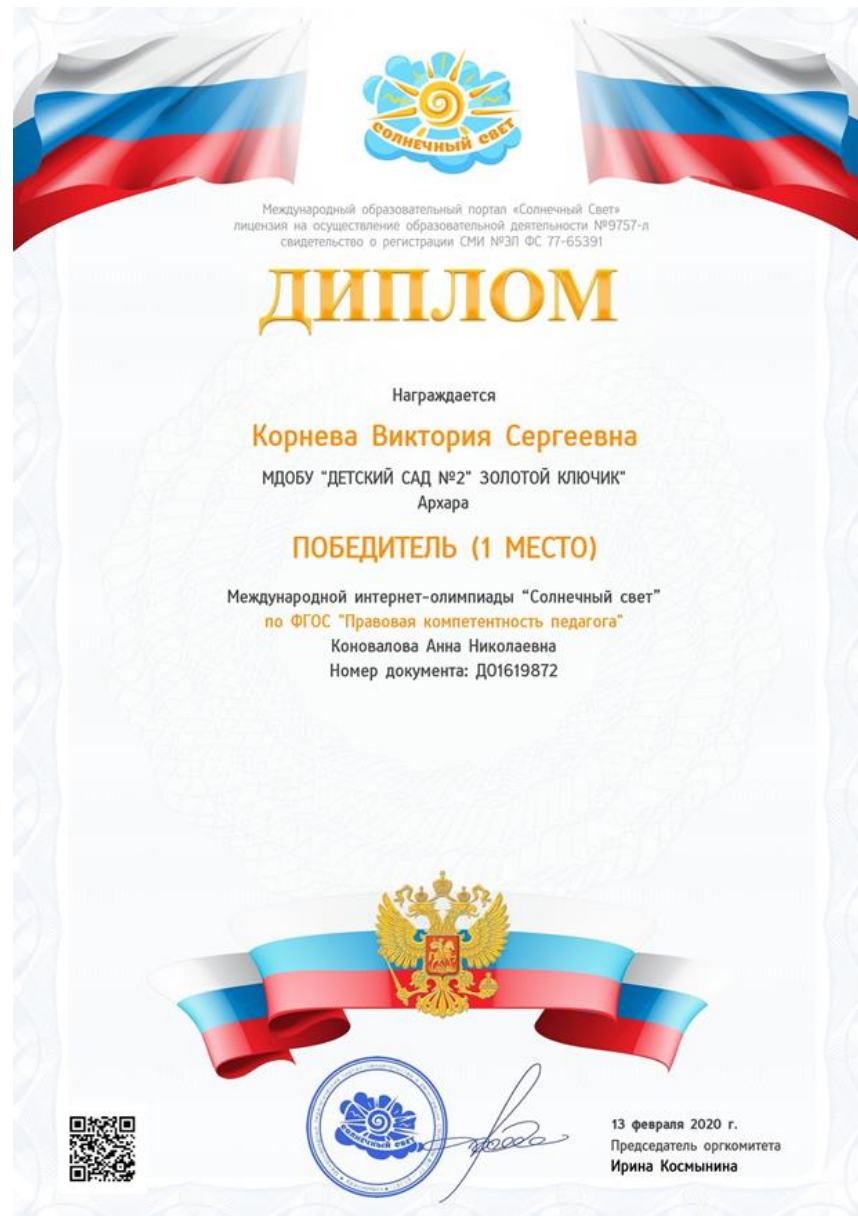 СОЛНЕЧНЫЙ СВЕТ
Международный образовательный портал «Солнечный Свет»
лицензия на осуществление образовательной деятельности №9757-л
свидетельство о регистрации СМИ №ЭЛ ФС 77-65391
ДИПЛОМ
Награждается
Корнева Виктория Сергеевна
МДОБУ "ДЕТСКИЙ САД №2" ЗОЛОТОЙ КЛЮЧИК"
Архара
ПОБЕДИТЕЛЬ (1 МЕСТО)
Международной интернет-олимпиады “Солнечный свет”
по ФГОС "Правовая компетентность педагога"
Коновалова Анна Николаевна
Номер документа: ДО1619872
СОЛНЕЧНЫЙ СВЕТ
13 февраля 2020 г.
Председатель оргкомитета
Ирина Космынина